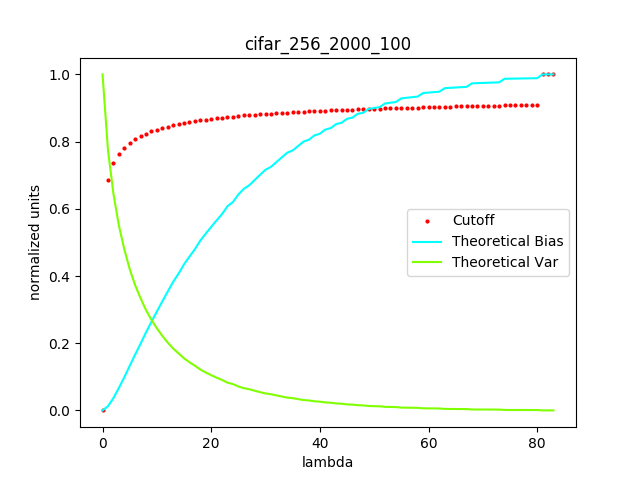 cifar_256_2000_100
normalized units
1.0
0.8
0.6
0.4
0.2
0.0
Cutoff
Theoretical Bias
Theoretical Var
0 20 40 60 80
lambda